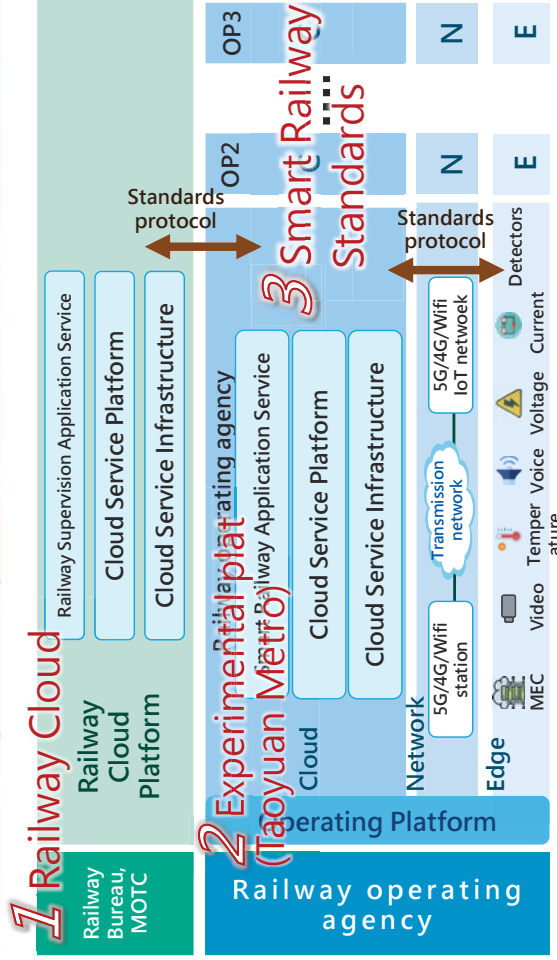 1 Railway Cloud
Railway
Bureau,
MOTC
Railway
Cloud
Platform
Railway Supervision Application Service
Cloud Service Platform
Cloud Service Infrastructure
Standards
protocol
2 Experimental plat
(Taoyuan Metro)
Railway operating
agency
Operating Platform
Cloud
Railway operating agency
Smart Railway Application Service
Cloud Service Platform
Cloud Service Infrastructure
3 Smart Railway
Standards
OP2
OP3
Standards
protocol
Network
5G/4G/Wifi
station
Transmission
network
5G/4G/Wifi
IoT netwoek
N
N
Edge
MEC
Video
Temper
ature
Voice
Voltage
Current
Detectors
E
E